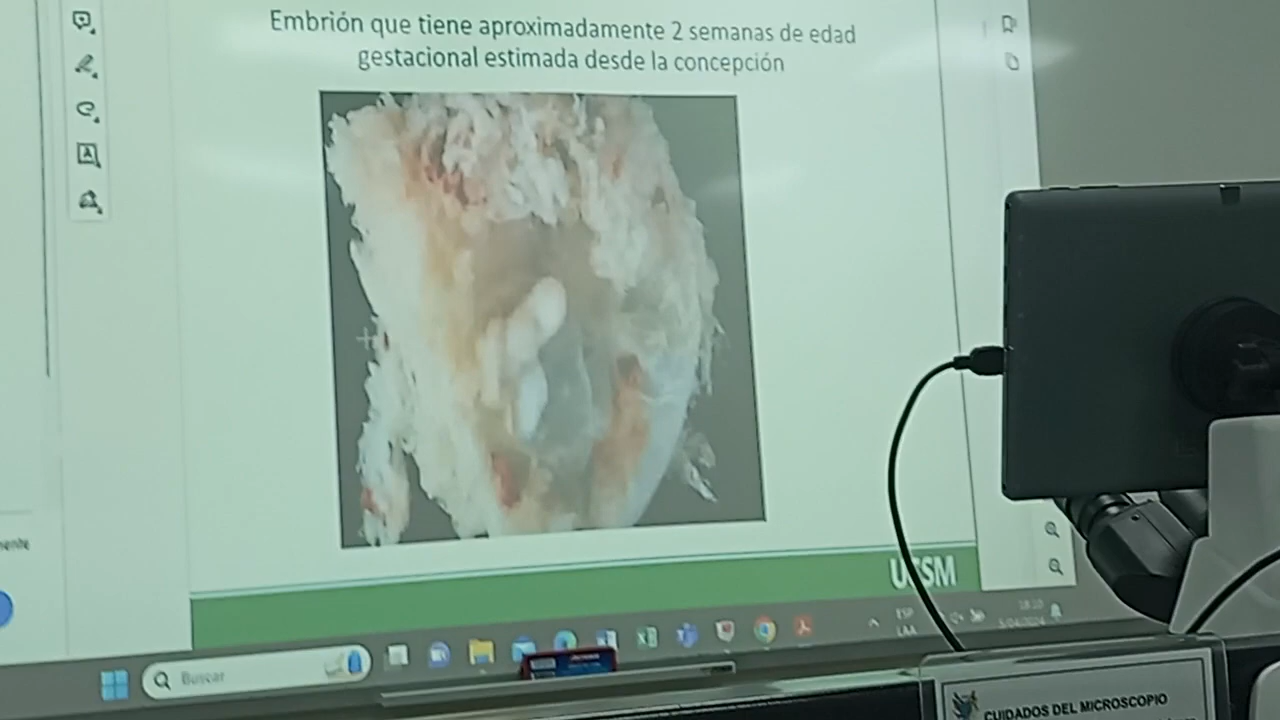 Embrión que tiene aproximadamente 2 semanas de edad
gestacional estimada desde la concepción
A
Buscar
ESP
LAA
CUIDADOS DEL MICROSCOPIO